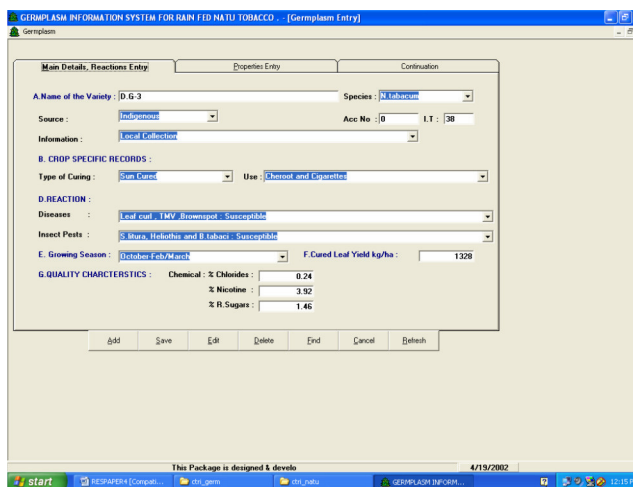 GERMPLASM INFORMATION SYSTEM FOR RAIN FED NATU TOBACCO . - [Germplasm Entry]
Germplasm
Main Details, Reactions Entry Properties Entry Continuation
A.Name of the Variety : D.G-3 Species : N.tabacum
Source : Indigenous Acc No : 0 I.T : 38
Information : Local Collection
B. CROP SPECIFIC RECORDS :
Type of Curing : Sun Cured Use : Cheroot and Cigarettes
D.REACTION :
Diseases : Leaf curl , TMV ,Brownspot : Susceptible
Insect Pests : S.litura, Heliothis and B.tabaci : Susceptible
E. Growing Season : October-Feb/March F.Cured Leaf Yield kg/ha : 1328
G.QUALITY CHARCTERSTICS : Chemical : % Chlorides : 0.24
% Nicotine : 3.92
% R.Sugars : 1.46
Add Save Edit Delete Find Cancel Refresh
This Package is designed & develo 4/19/2002
start RESPAPER4 [Compati... ctri_germ ctri_natu GERMPLASM INFORM... 12:15 P